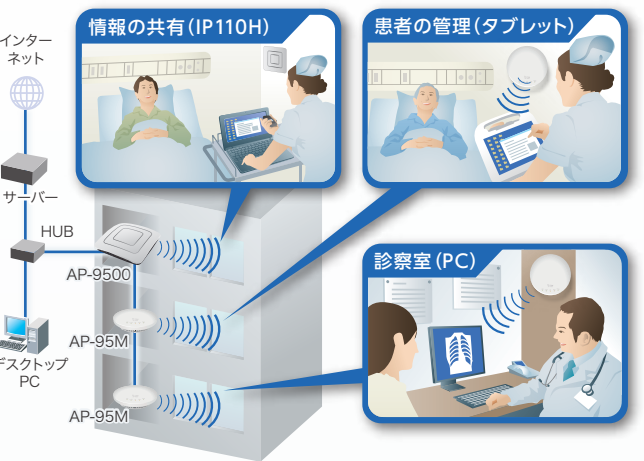 情報の共有(IP110H)
患者の管理(タブレット)
インター
ネット
サーバー
HUB
AP-9500
診察室(PC)
AP-95M
デスクトップ
PC
AP-95M